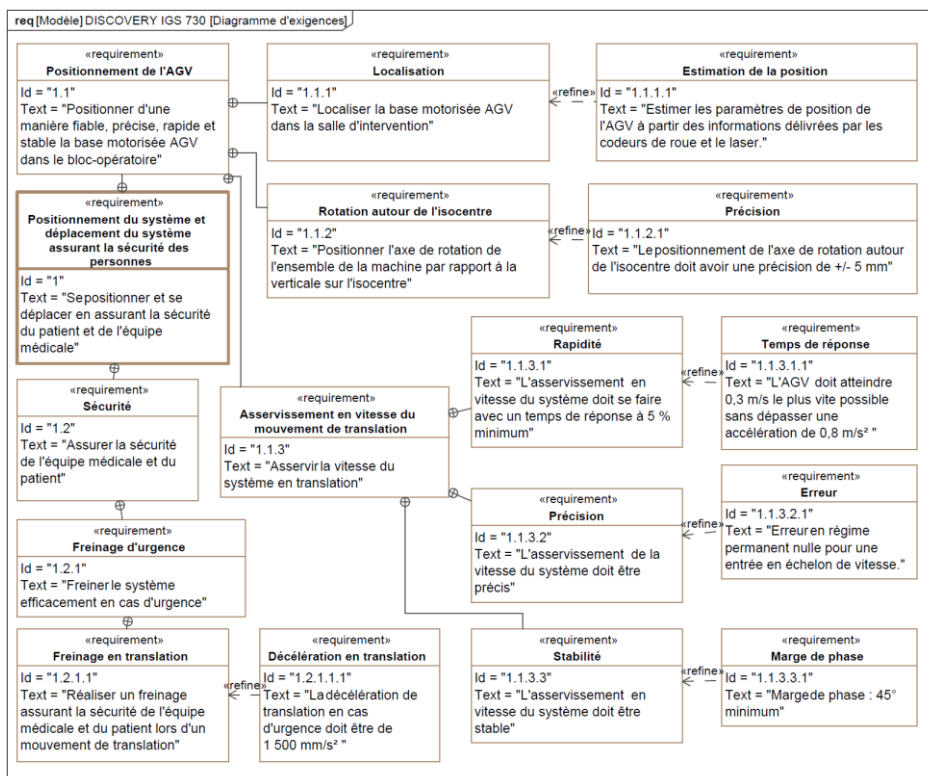 req [Modèle] DISCOVERY IGS 730 [Diagramme d'exigences]
«requirement»
Positionnement de l'AGV
Id = "1.1"
Text = "Positionner d'une
manière fiable, précise, rapide et
stable la base motorisée AGV
dans le bloc-opératoire"
«requirement»
Localisation
Id = "1.1.1"
Text = "Localiser la base motorisée AGV
dans la salle d'intervention"
«refine»
«requirement»
Estimation de la position
Id = "1.1.1.1"
Text = "Estimer les paramètres de position de
l'AGV à partir des informations délivrées par les
codeurs de roue et le laser."
«requirement»
Positionnement du système et
déplacement du système
assurant la sécurité des
personnes
Id = "1"
Text = "Se positionner et se
déplacer en assurant la sécurité
du patient et de l'équipe
médicale"
«requirement»
Rotation autour de l'isocentre
Id = "1.1.2"
Text = "Positionner l'axe de rotation de
l'ensemble de la machine par rapport à la
verticale sur l'isocentre"
«refine»
«requirement»
Précision
Id = "1.1.2.1"
Text = "Le positionnement de l'axe de rotation autour
de l'isocentre doit avoir une précision de +/- 5 mm"
«requirement»
Rapidité
Id = "1.1.3.1"
Text = "L'asservissement en
vitesse du système doit se faire
avec un temps de réponse à 5 %
minimum"
«refine»
«requirement»
Temps de réponse
Id = "1.1.3.1.1"
Text = "L'AGV doit atteindre
0,3 m/s le plus vite possible
sans dépasser une
accélération de 0,8 m/s² "
«requirement»
Sécurité
Id = "1.2"
Text = "Assurer la sécurité
de l'équipe médicale et du
patient"
«requirement»
Asservissement en vitesse du
mouvement de translation
Id = "1.1.3"
Text = "Asservir la vitesse du
système en translation"
«requirement»
Précision
Id = "1.1.3.2"
Text = "L'asservissement de la
vitesse du système doit être
précis"
«refine»
«requirement»
Erreur
Id = "1.1.3.2.1"
Text = "Erreur en régime
permanent nulle pour une
entrée en échelon de vitesse."
«requirement»
Freinage d'urgence
Id = "1.2.1"
Text = "Freiner le système
efficacement en cas d'urgence"
«requirement»
Freinage en translation
Id = "1.2.1.1"
Text = "Réaliser un freinage
assurant la sécurité de l'équipe
médicale et du patient lors d'un
mouvement de translation"
«refine»
«requirement»
Décélération en translation
Id = "1.2.1.1.1"
Text = "La décélération de
translation en cas
d'urgence doit être de
1 500 mm/s² "
«requirement»
Stabilité
Id = "1.1.3.3"
Text = "L'asservissement en
vitesse du système doit être
stable"
«refine»
«requirement»
Marge de phase
Id = "1.1.3.3.1"
Text = "Marge de phase : 45°
minimum"